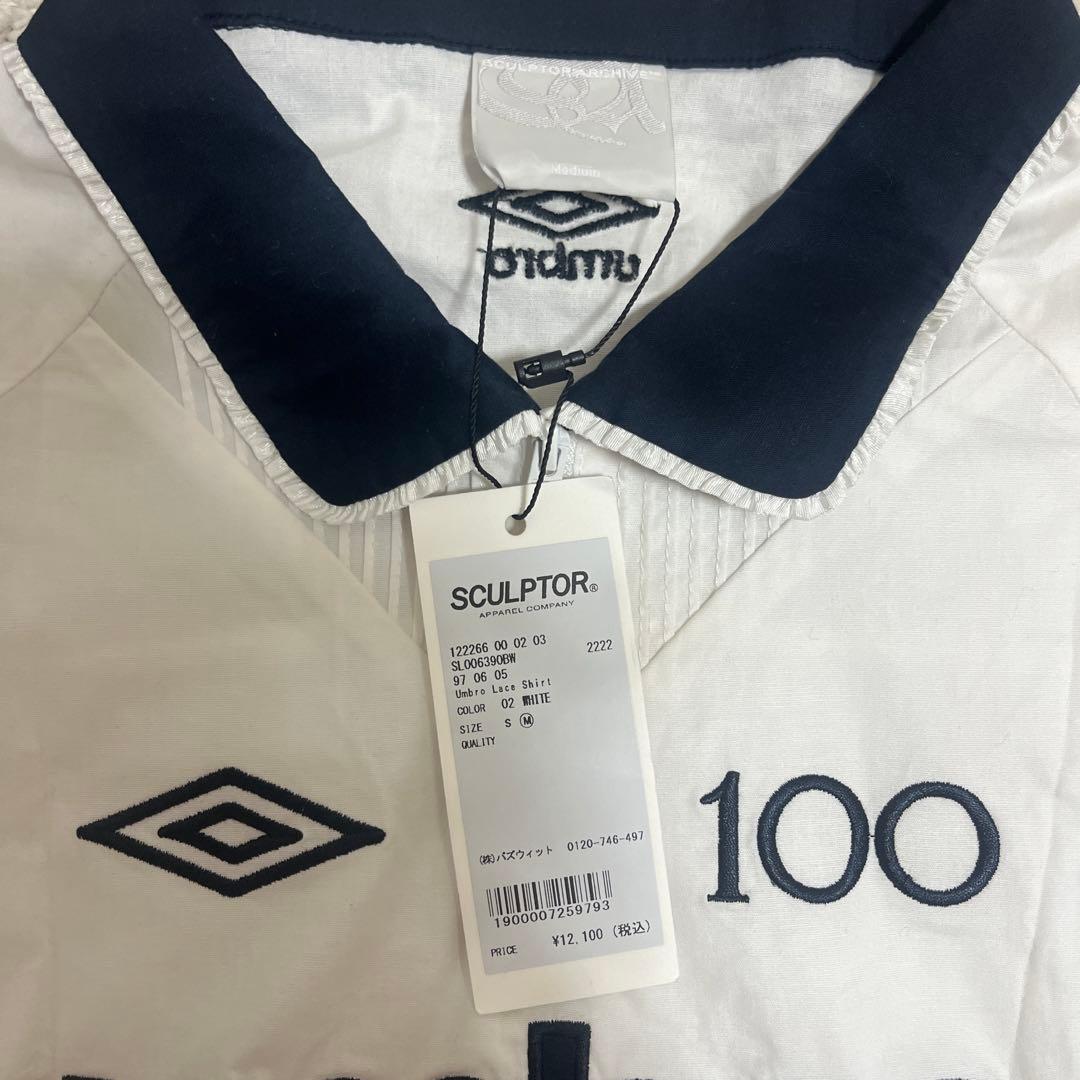 SCULPTOR ARCHIVE™
Medium
umbro
SCULPTOR®
APPAREL COMPANY
122266 00 02 03 2222
SL006390BW
97 06 05
Umbro Lace Shirt
COLOR 02 WHITE
SIZE S Ⓜ
QUALITY
(株)バズウィット 0120-746-497
1900007259793
PRICE ¥12,100 (税込)
100